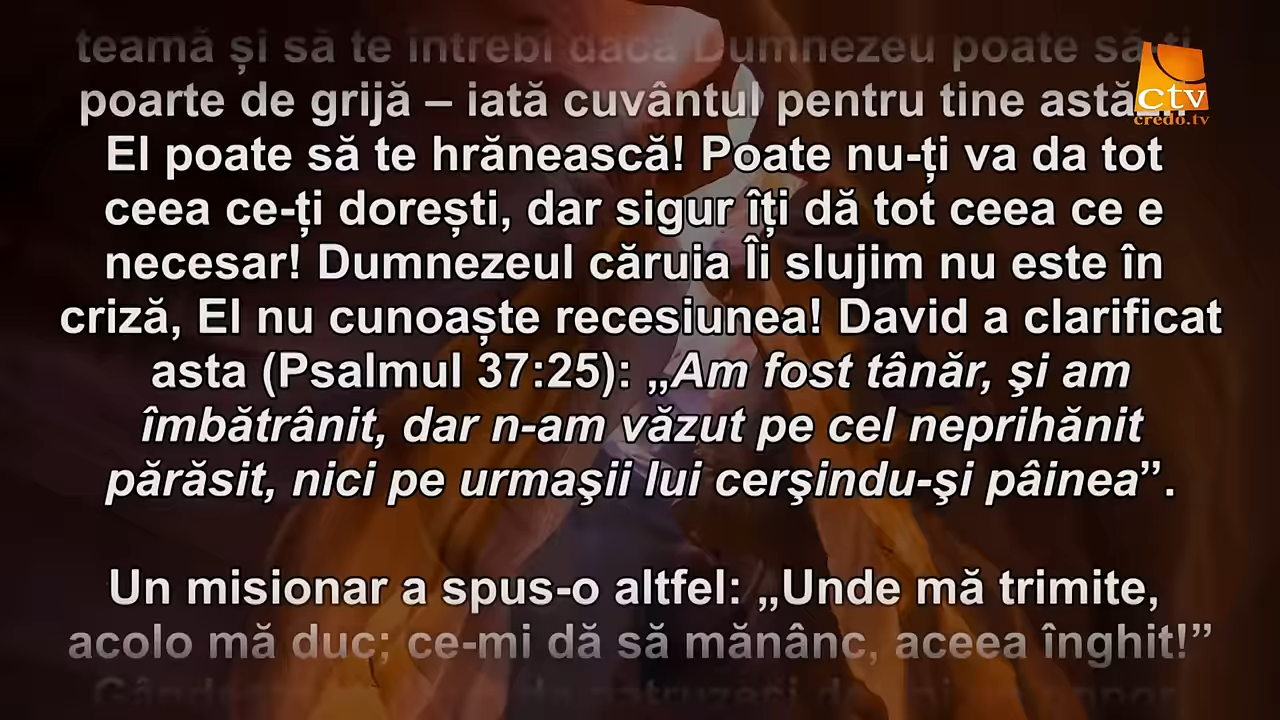 teamă și să te întrebi dacă Dumnezeu poate să-ți
poarte de grijă – iată cuvântul pentru tine
El poate să te hrănească! Poate nu-ți va da tot
ceea ce-ți dorești, dar sigur îți dă tot ceea ce e
necesar! Dumnezeul căruia Îi slujim nu este în
criză, El nu cunoaște recesiunea! David a clarificat
asta (Psalmul 37:25): „Am fost tânăr, şi am
îmbătrânit, dar n-am văzut pe cel neprihănit
părăsit, nici pe urmaşii lui cerşindu-şi pâinea”.
Un misionar a spus-o altfel: „Unde mă trimite,
acolo mă duc; ce-mi dă să mănânc, aceea înghit!”
ctv
credo.tv